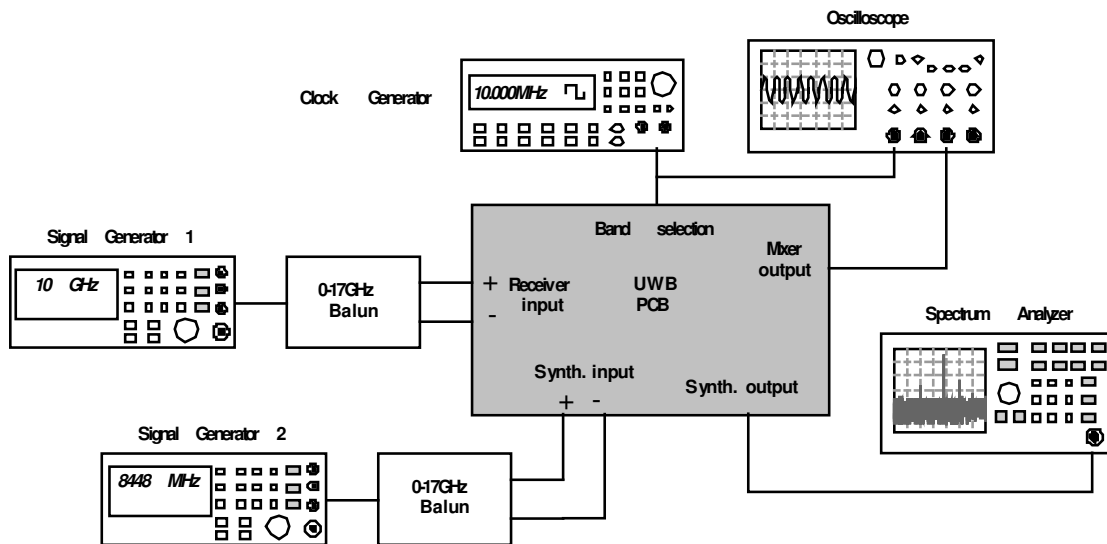 Oscilloscope
Clock Generator
10.000MHz
Band selection
Mixer
output
Signal Generator 1
10 GHz
0-17GHz
Balun
+ Receiver
- input
UWB
PCB
Spectrum Analyzer
Synth. input
+ -
Synth. output
Signal Generator 2
8448 MHz
0-17GHz
Balun